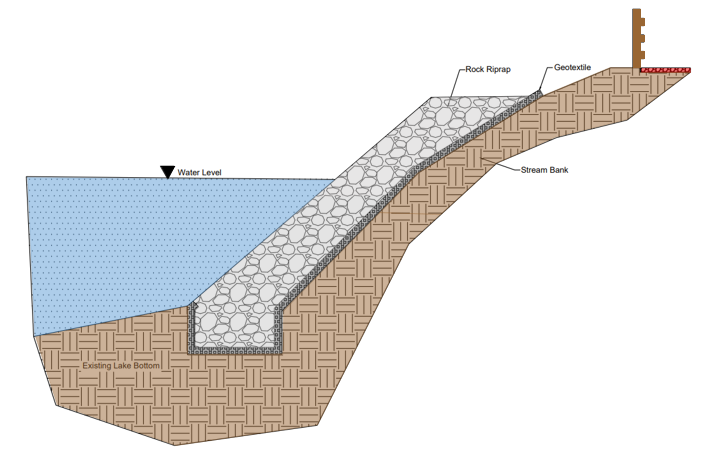 Rock Riprap
Geotextile
Water Level
Stream Bank
Existing Lake Bottom